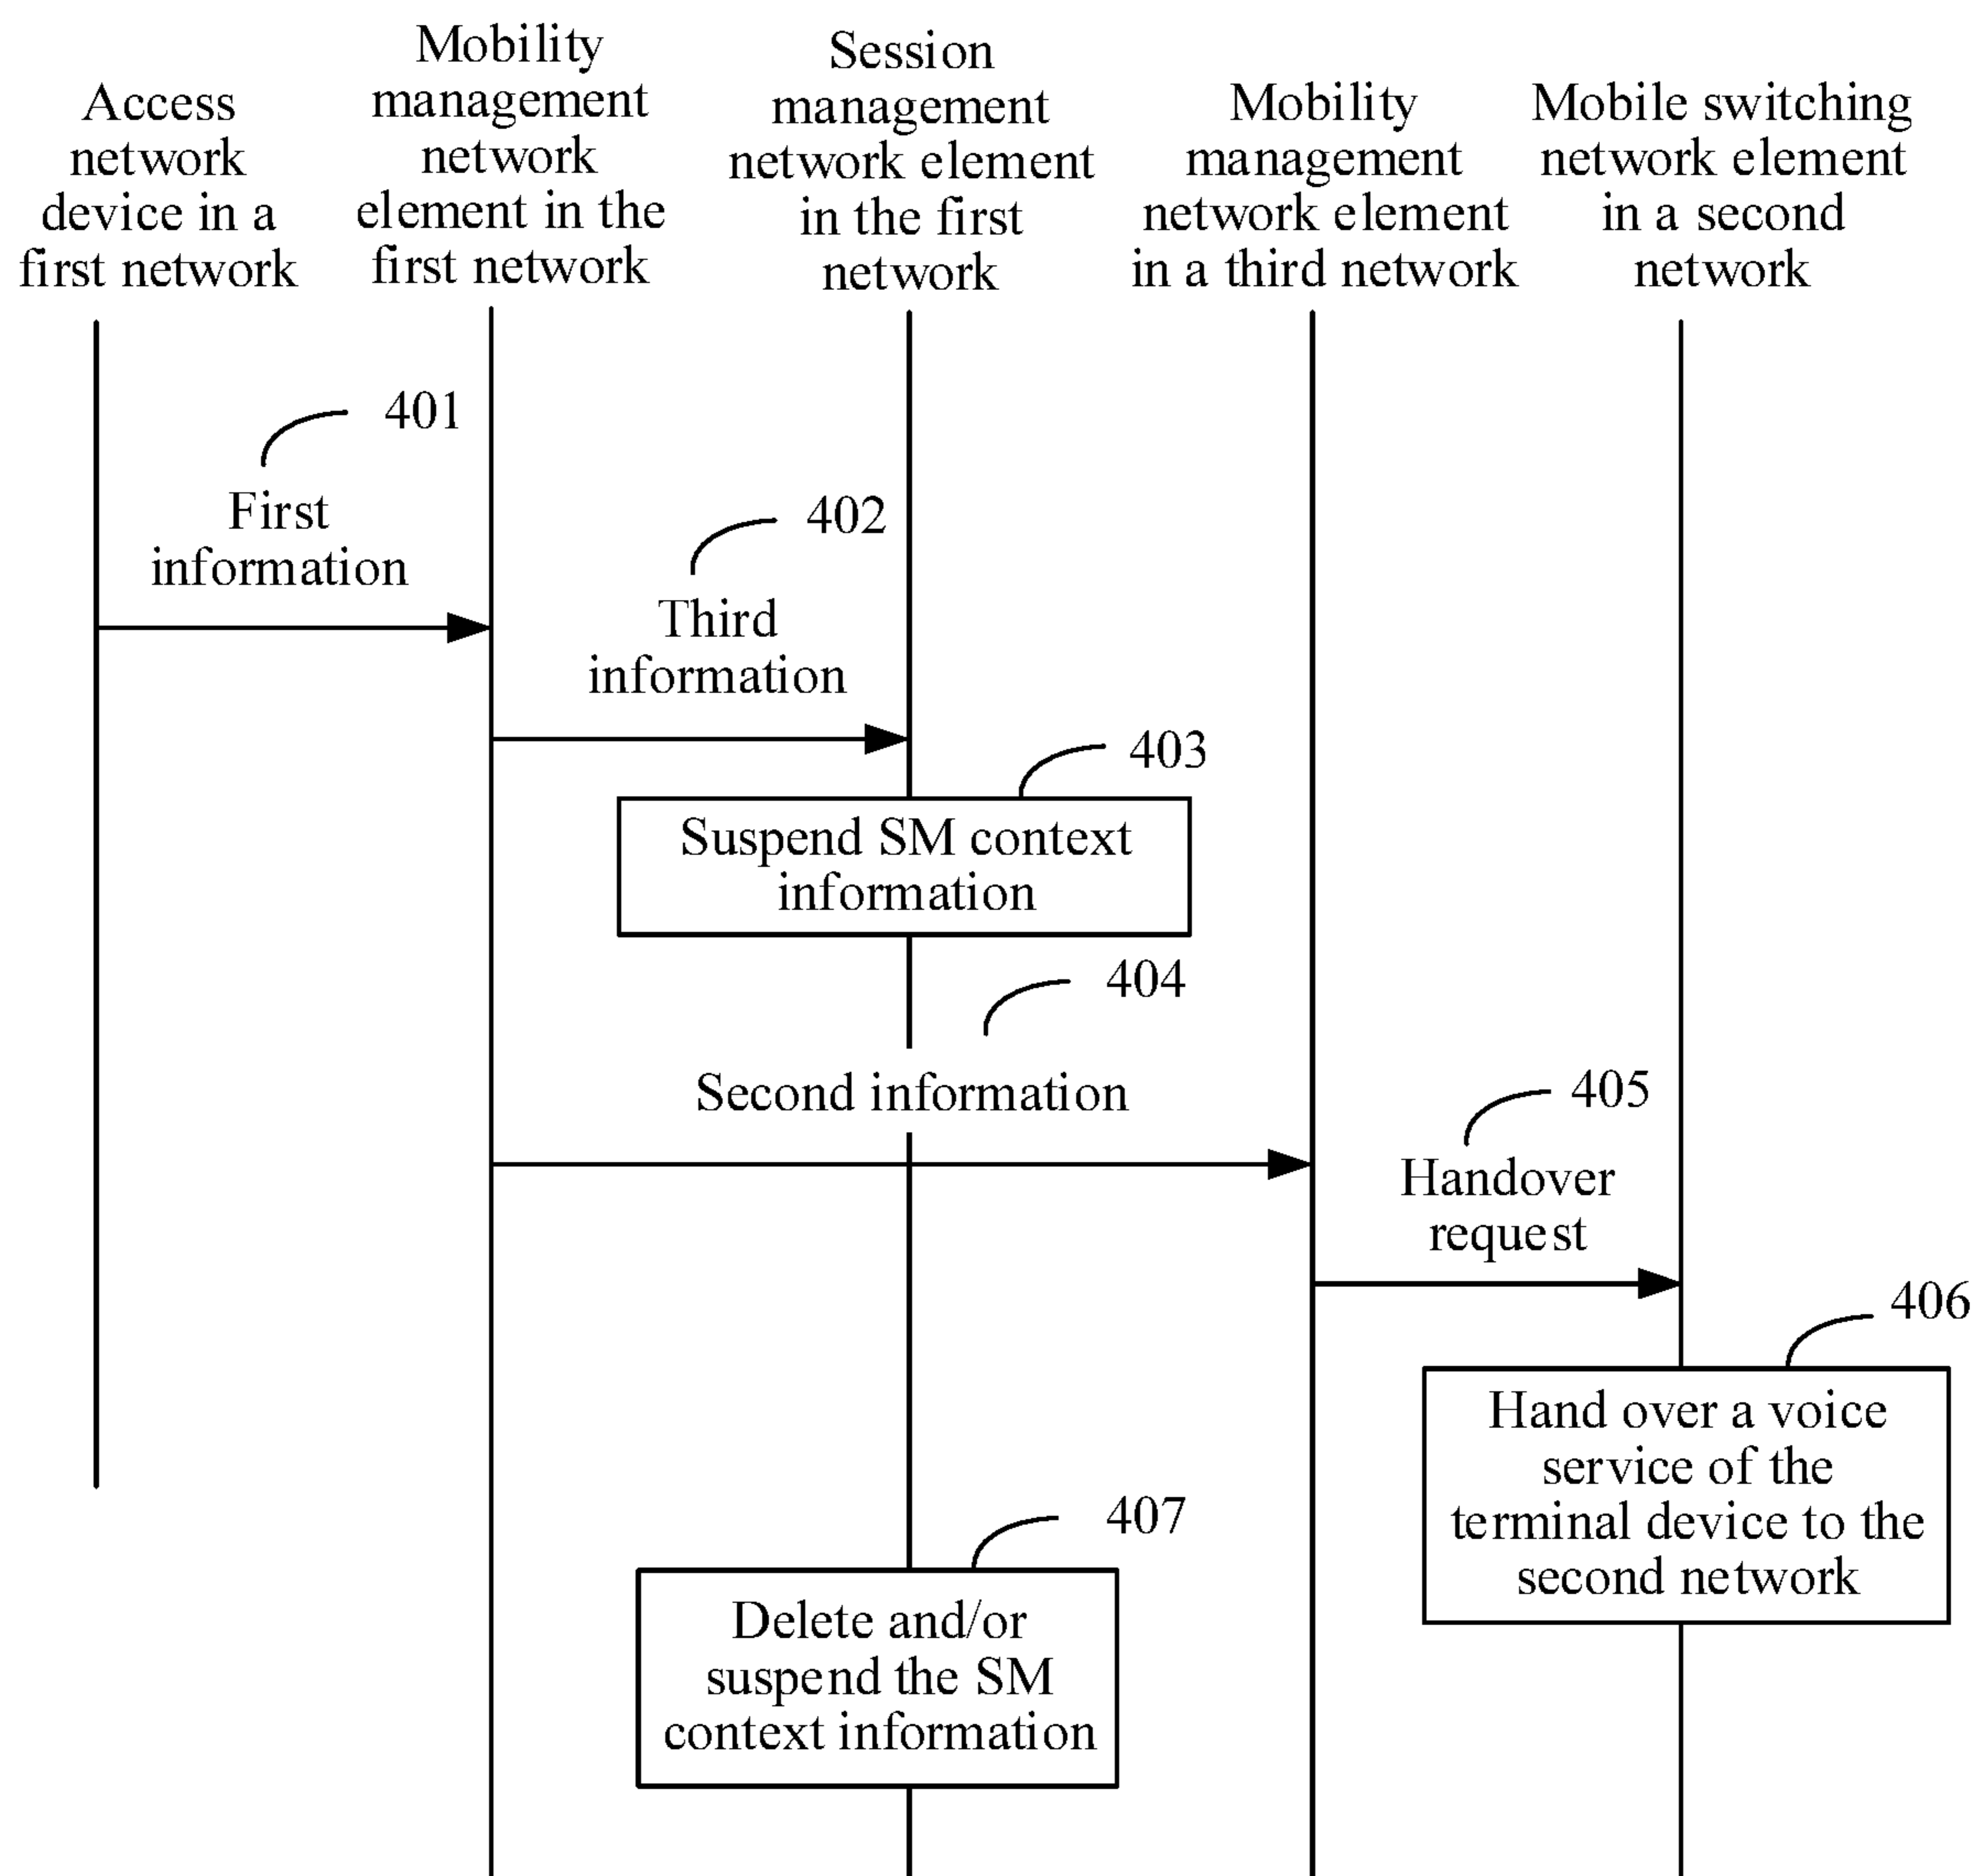 Access
network
device in a
first network
Mobility
management
network
element in the
first network
Session
management
network element
in the first
network
Mobility
management
network element
in a third network
Mobile switching
network element
in a second
network
401
First
information
402
Third
information
403
Suspend SM context
information
404
Second information
405
Handover
request
406
Hand over a voice
service of the
terminal device to the
second network
407
Delete and/or
suspend the SM
context information